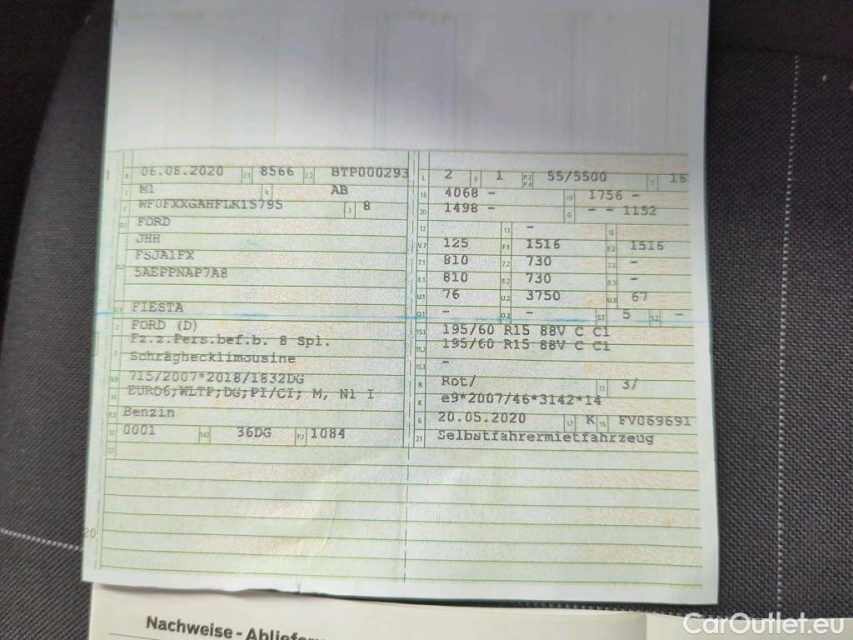 06.08.2020 8566 BTP000293
M1 AB
WF0FXXGAHFLK15795 8
FORD
JHH
FSJA1FX
5AEPPNAP7A8
FIESTA
FORD (D)
Fz.z.Pers.bef.b. 8 Spl.
Schräghecklimousine
715/2007*2018/1832DG
EURO6;WLTP;DG;PI/CI; M, N1 I
Benzin
0001 36DG 1084
2 1 55/5500 16
4068 - 1756 -
1498 - - - 1152
-
125 1516 1516
810 730 -
810 730 -
76 3750 67
- - 5 -
195/60 R15 88V C C1
195/60 R15 88V C C1
-
Rot/ 3/
e9*2007/46*3142*14
20.05.2020 K FV069691
Selbstfahrermietfahrzeug
20
Nachweise - Abliefer
CarOutlet.eu